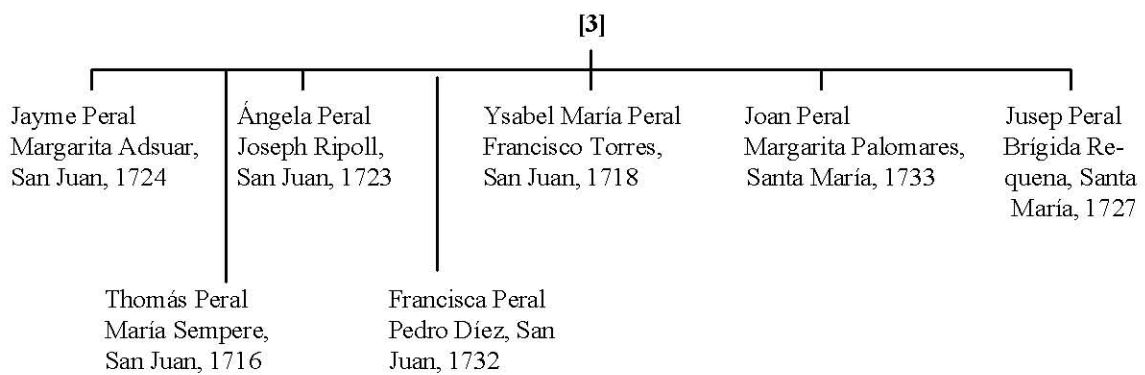 [3]
Jayme Peral
Margarita Adsuar,
San Juan, 1724
Ángela Peral
Joseph Ripoll,
San Juan, 1723
Ysabel María Peral
Francisco Torres,
San Juan, 1718
Joan Peral
Margarita Palomares,
Santa María, 1733
Jusep Peral
Brígida Re-
quena, Santa
María, 1727
Thomás Peral
María Sempere,
San Juan, 1716
Francisca Peral
Pedro Díez, San
Juan, 1732